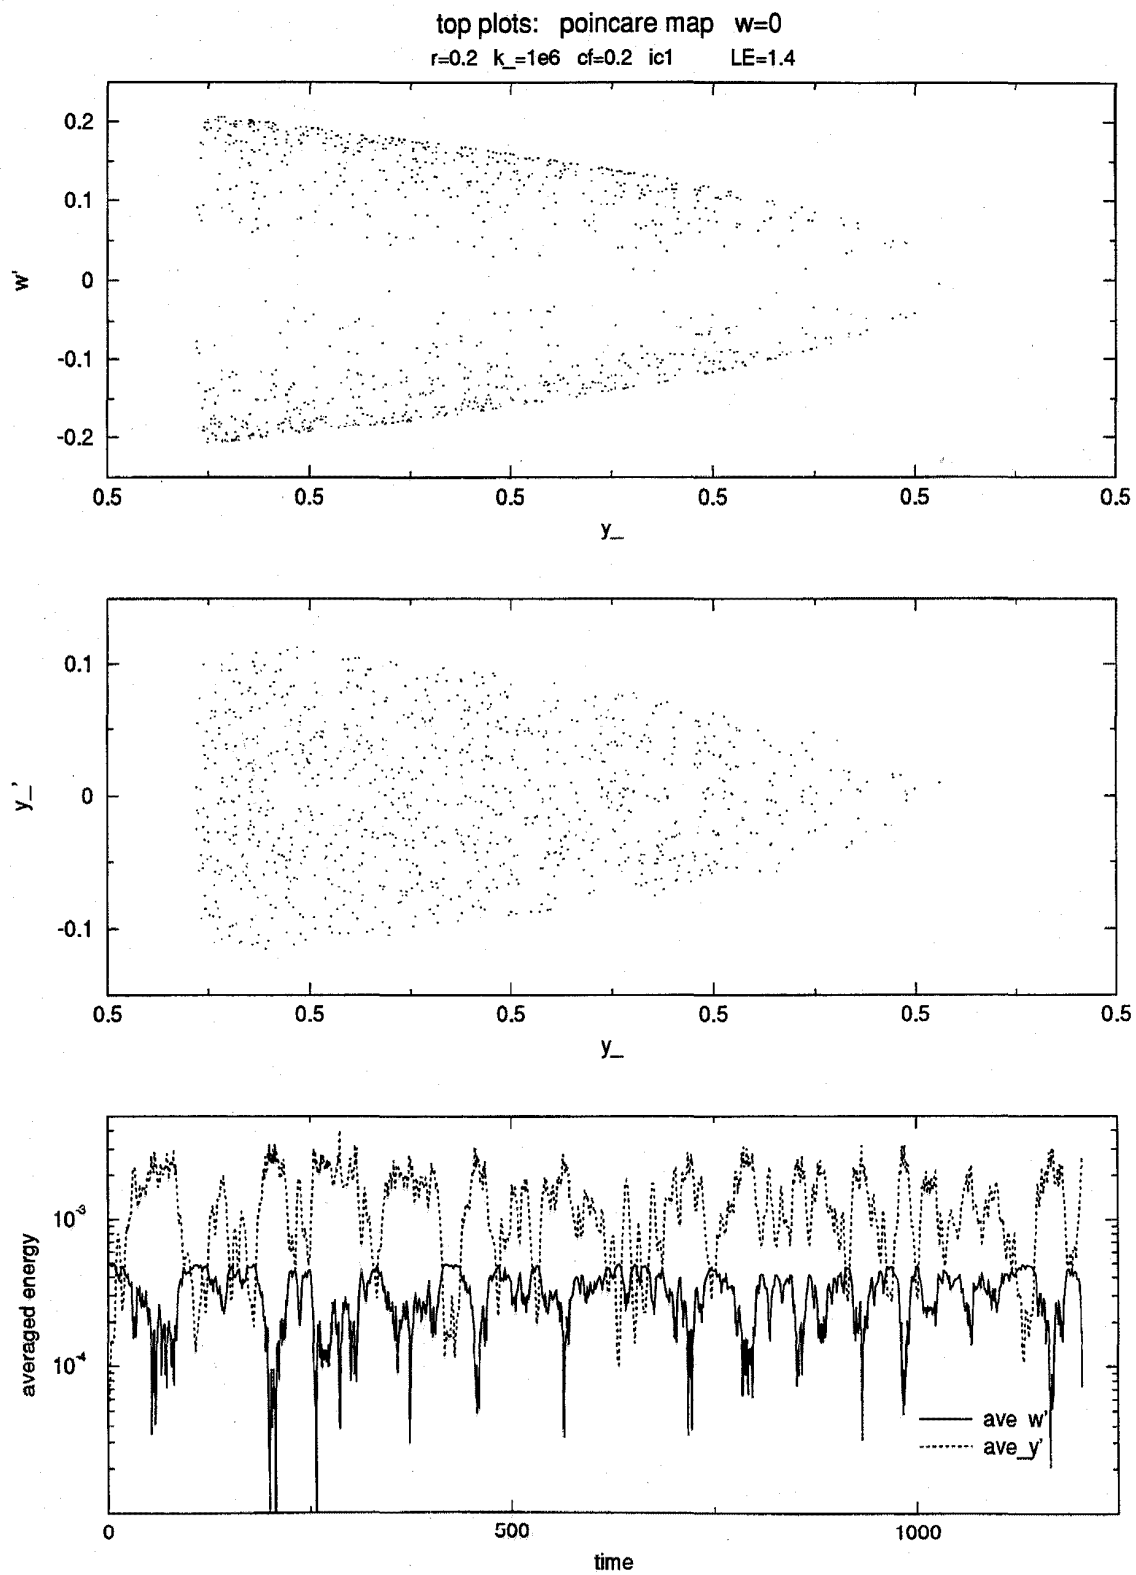 top plots: poincare map w=0
r=0.2 k_=1e6 cf=0.2 ic1 LE=1.4
0.2
0.1
0
-0.1
-0.2
w'
0.5 0.5 0.5 0.5 0.5 0.5
y_
0.1
0
-0.1
y_'
0.5 0.5 0.5 0.5 0.5 0.5
y_
10-3
10-4
averaged energy
ave w'
ave_y'
0 500 1000
time